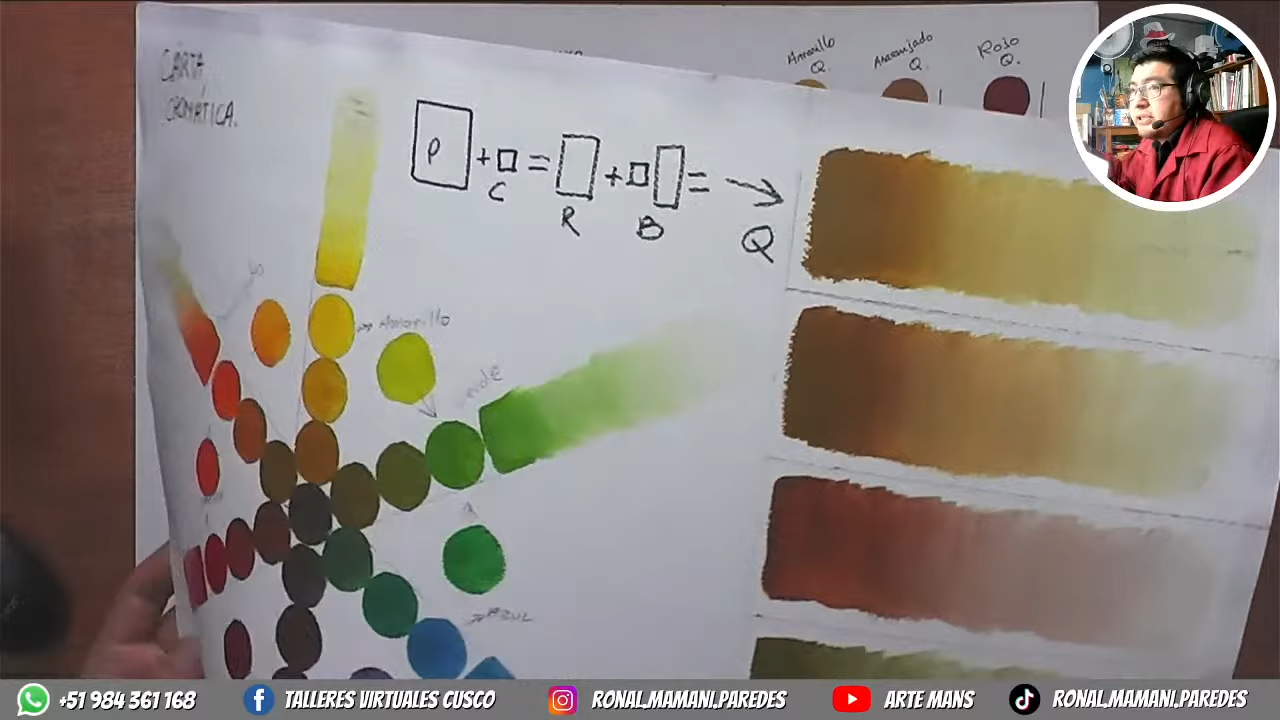 CARTA
CROMÁTICA.
Amarillo
Q.
Anaranjado
Q.
Rojo
Q.
P + = + =
C
R
B
Q
→ Amarillo
→ AZUL
+51 984 361 168
TALLERES VIRTUALES CUSCO
RONAL.MAMANI.PAREDES
ARTE MANS
RONAL.MAMANI.PAREDES